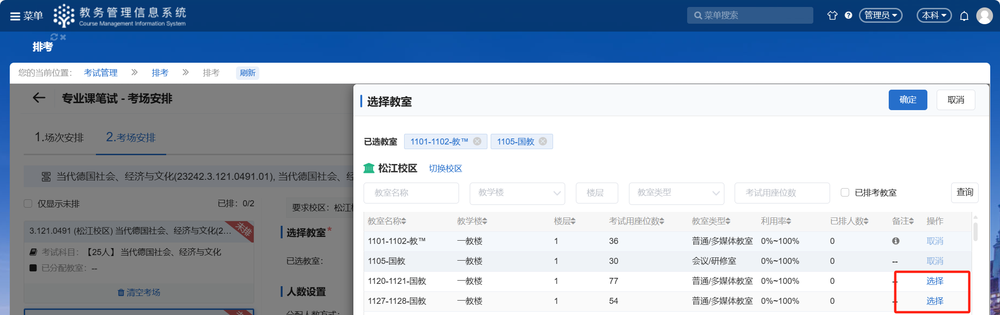 菜单
教务管理信息系统
Course Management Information System
菜单搜索
管理员
本科
排考
您的当前位置： 考试管理 » 排考 » 排考 刷新
专业课笔试 - 考场安排
1.场次安排 2.考场安排
当代德国社会、经济与文化(23242.3.121.0491.01), 当代德国社会、经
仅显示未排 已排：0/2
3.121.0491 (松江校区) 当代德国社会、经济与文化(2...
未排
考试科目： 【25人】 当代德国社会、经济与文化
已分配教室： --
清空考场
要求校区：松江
选择教室*
已选教室：
人数设置
分配人数方式：
选择教室
确定 取消
已选教室 1101-1102-教™ 1105-国教
松江校区 切换校区
教室名称 教学楼 楼层 教室类型 考试用座位数 已排考教室 查询
教室名称 教学楼 楼层 考试用座位数 教室类型 利用率 已排人数 备注 操作
1101-1102-教™ 一教楼 1 36 普通/多媒体教室 0%~100% 0 取消
1105-国教 一教楼 1 30 会议/研修室 0%~100% 0 -- 取消
1120-1121-国教 一教楼 1 77 普通/多媒体教室 0%~100% 0 -- 选择
1127-1128-国教 一教楼 1 54 普通/多媒体教室 0%~100% 0 -- 选择